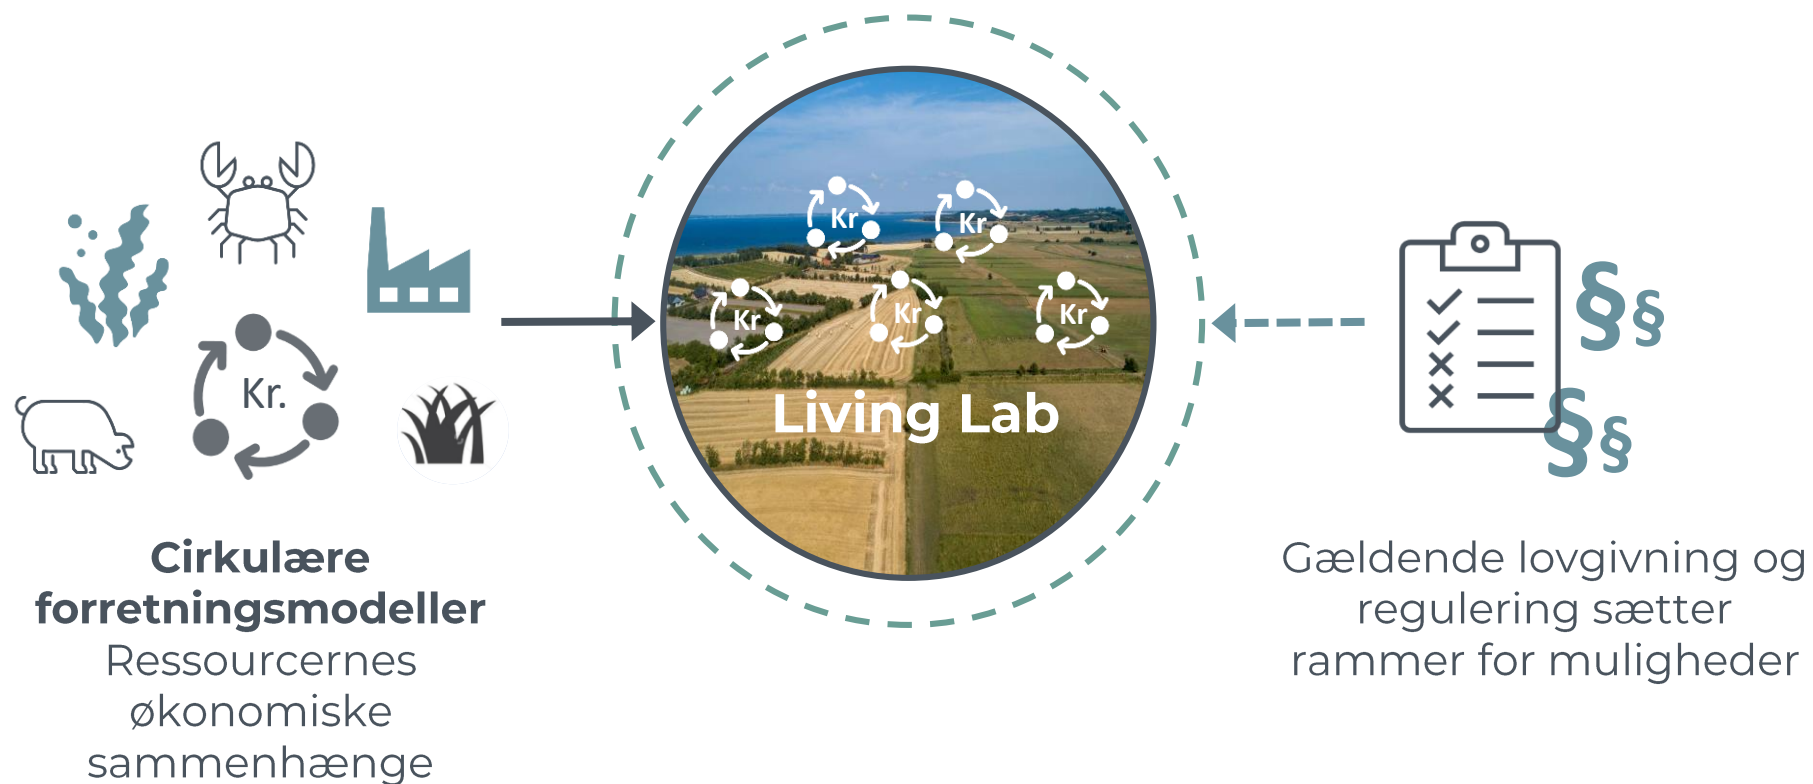 Kr
Kr
Kr
Kr
Kr
Living Lab
Kr.
§ §
§ §
Cirkulære
forretningsmodeller
Ressourcernes
økonomiske
sammenhænge
Gældende lovgivning og
regulering sætter
rammer for muligheder